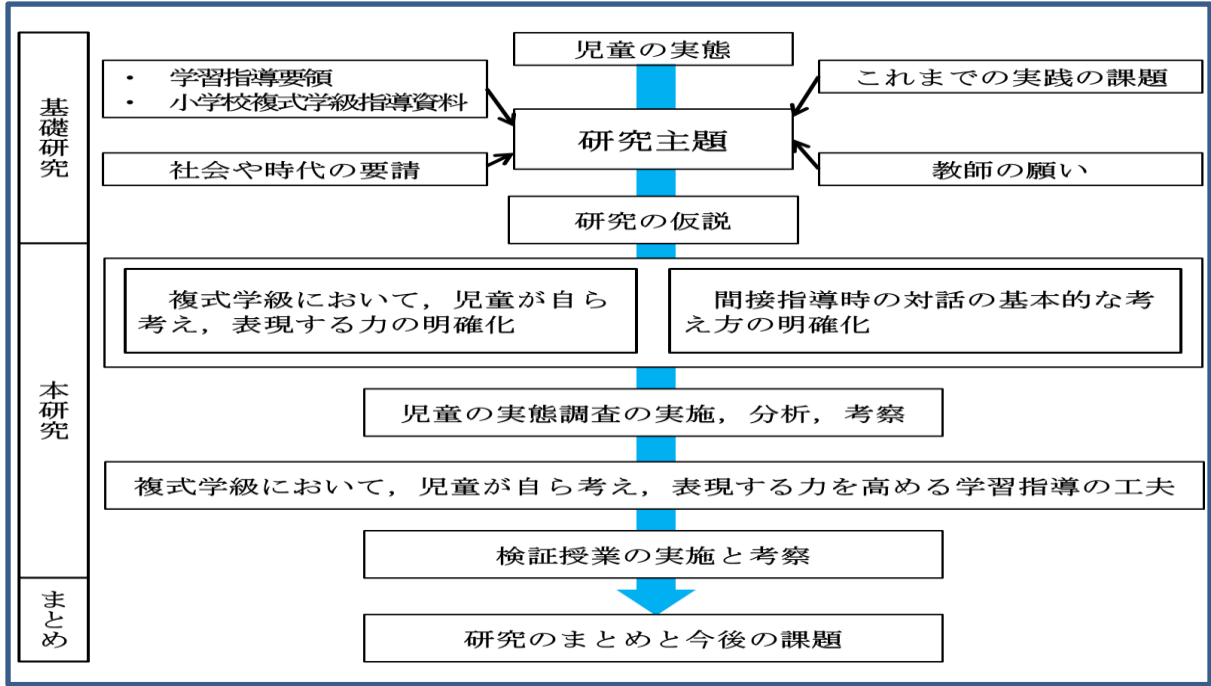 基礎研究
児童の実態
・ 学習指導要領
・ 小学校複式学級指導資料
これまでの実践の課題
研究主題
社会や時代の要請
教師の願い
研究の仮説
本研究
複式学級において，児童が自ら
考え，表現する力の明確化
間接指導時の対話の基本的な考
え方の明確化
児童の実態調査の実施，分析，考察
複式学級において，児童が自ら考え，表現する力を高める学習指導の工夫
検証授業の実施と考察
まとめ
研究のまとめと今後の課題